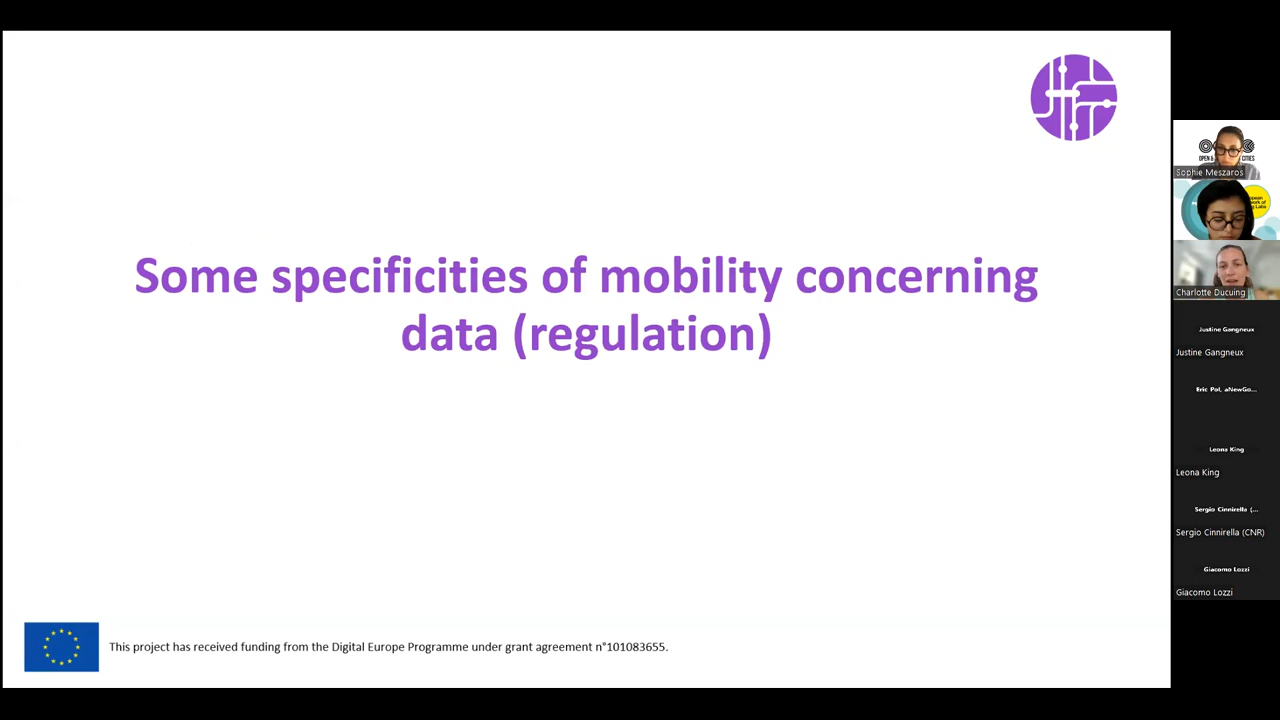 Some specificities of mobility concerning
data (regulation)
This project has received funding from the Digital Europe Programme under grant agreement n°101083655.
OPEN &
CITIES
Sophie Meszaros
Charlotte Ducuing
Justine Gangneux
Justine Gangneux
Eric Pol, aNewGo...
Leona King
Leona King
Sergio Cinnirella (...
Sergio Cinnirella (CNR)
Giacomo Lozzi
Giacomo Lozzi